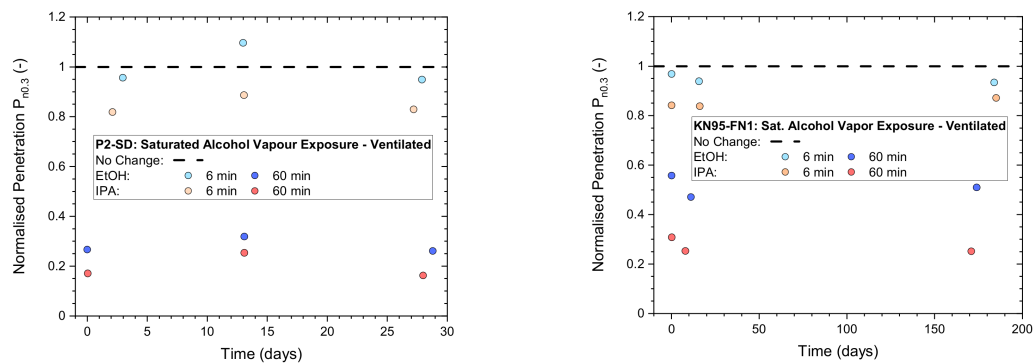 1.2
1
0.8
0.6
0.4
0.2
0
Normalised Penetration Pn0.3 (-)
P2-SD: Saturated Alcohol Vapour Exposure - Ventilated
No Change:
EtOH: 6 min 60 min
IPA: 6 min 60 min
0 5 10 15 20 25 30
Time (days)
1.2
1
0.8
0.6
0.4
0.2
0
Normalised Penetration Pn0.3 (-)
KN95-FN1: Sat. Alcohol Vapor Exposure - Ventilated
No Change:
EtOH: 6 min 60 min
IPA: 6 min 60 min
0 50 100 150 200
Time (days)